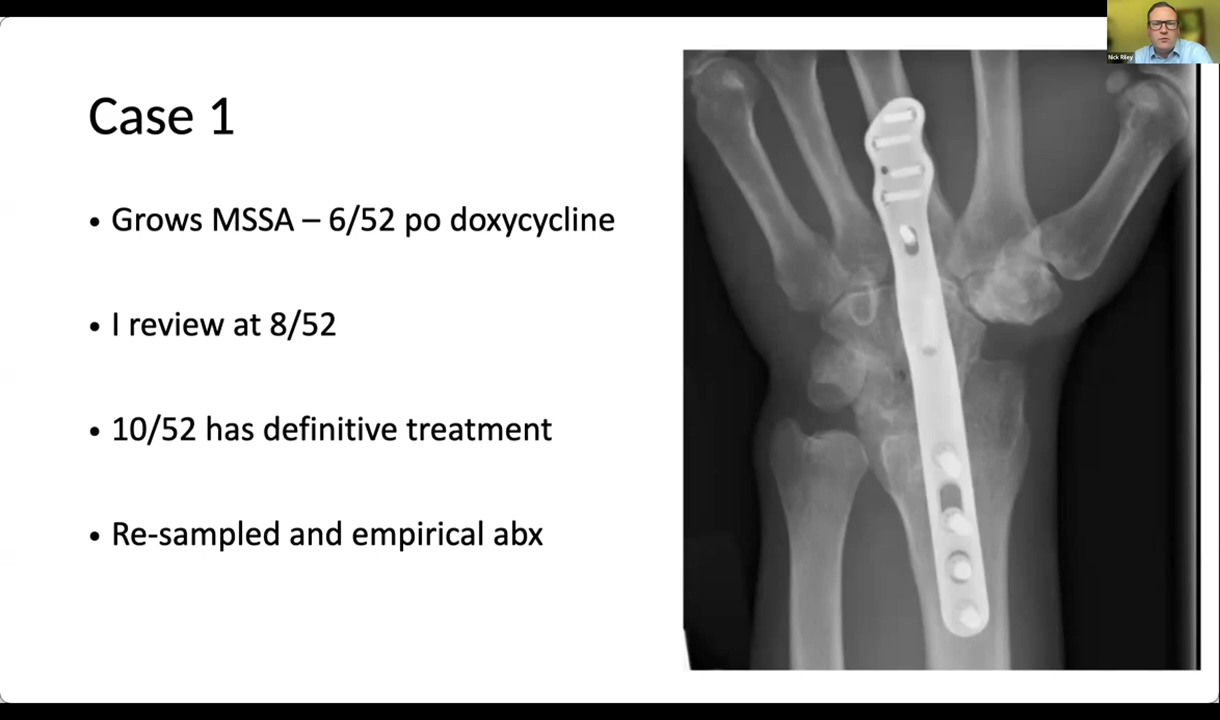 Nick Riley
Case 1
• Grows MSSA – 6/52 po doxycycline
• I review at 8/52
• 10/52 has definitive treatment
• Re-sampled and empirical abx